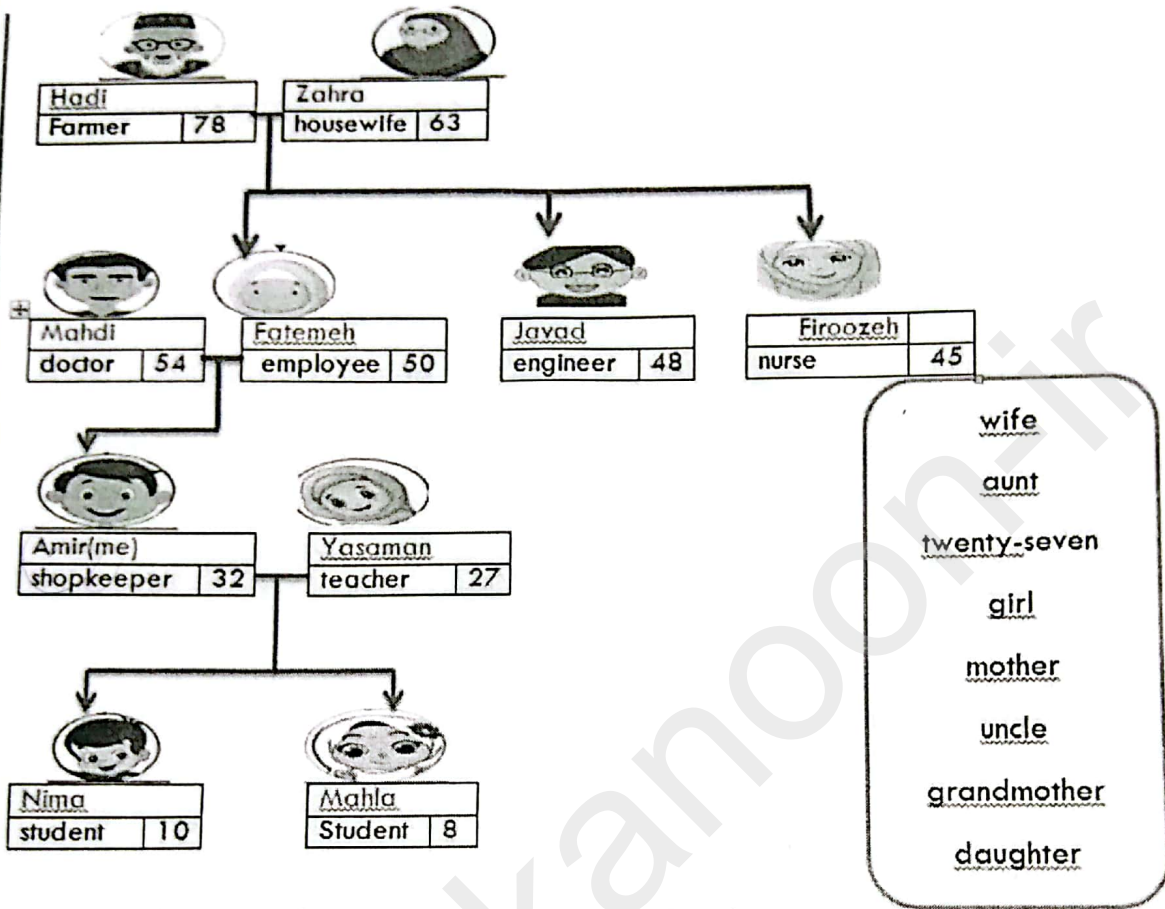 Hadi Zahra
Farmer 78 housewife 63
Mahdi Fatemeh Javad Firoozeh
doctor 54 employee 50 engineer 48 nurse 45
wife
aunt
twenty-seven
girl
mother
uncle
grandmother
daughter
Amir(me) Yasaman
shopkeeper 32 teacher 27
Nima Mahla
student 10 Student 8
kanoon-ir